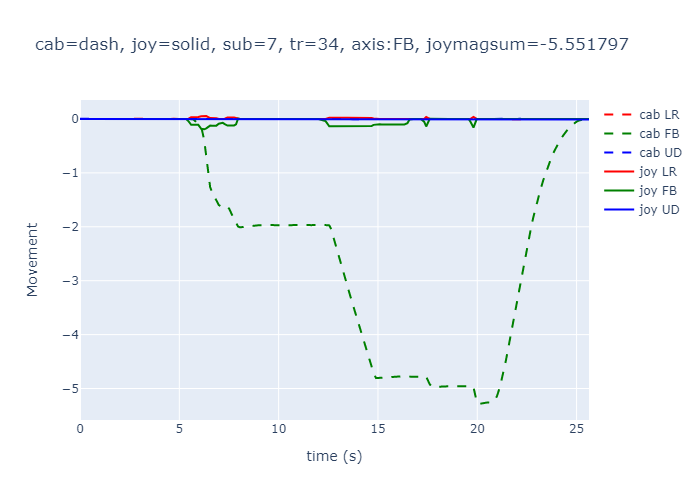 cab=dash, joy=solid, sub=7, tr=34, axis:FB, joymagsum=-5.551797
cab LR
cab FB
cab UD
joy LR
joy FB
joy UD
Movement
0
−1
−2
−3
−4
−5
0 5 10 15 20 25
time (s)